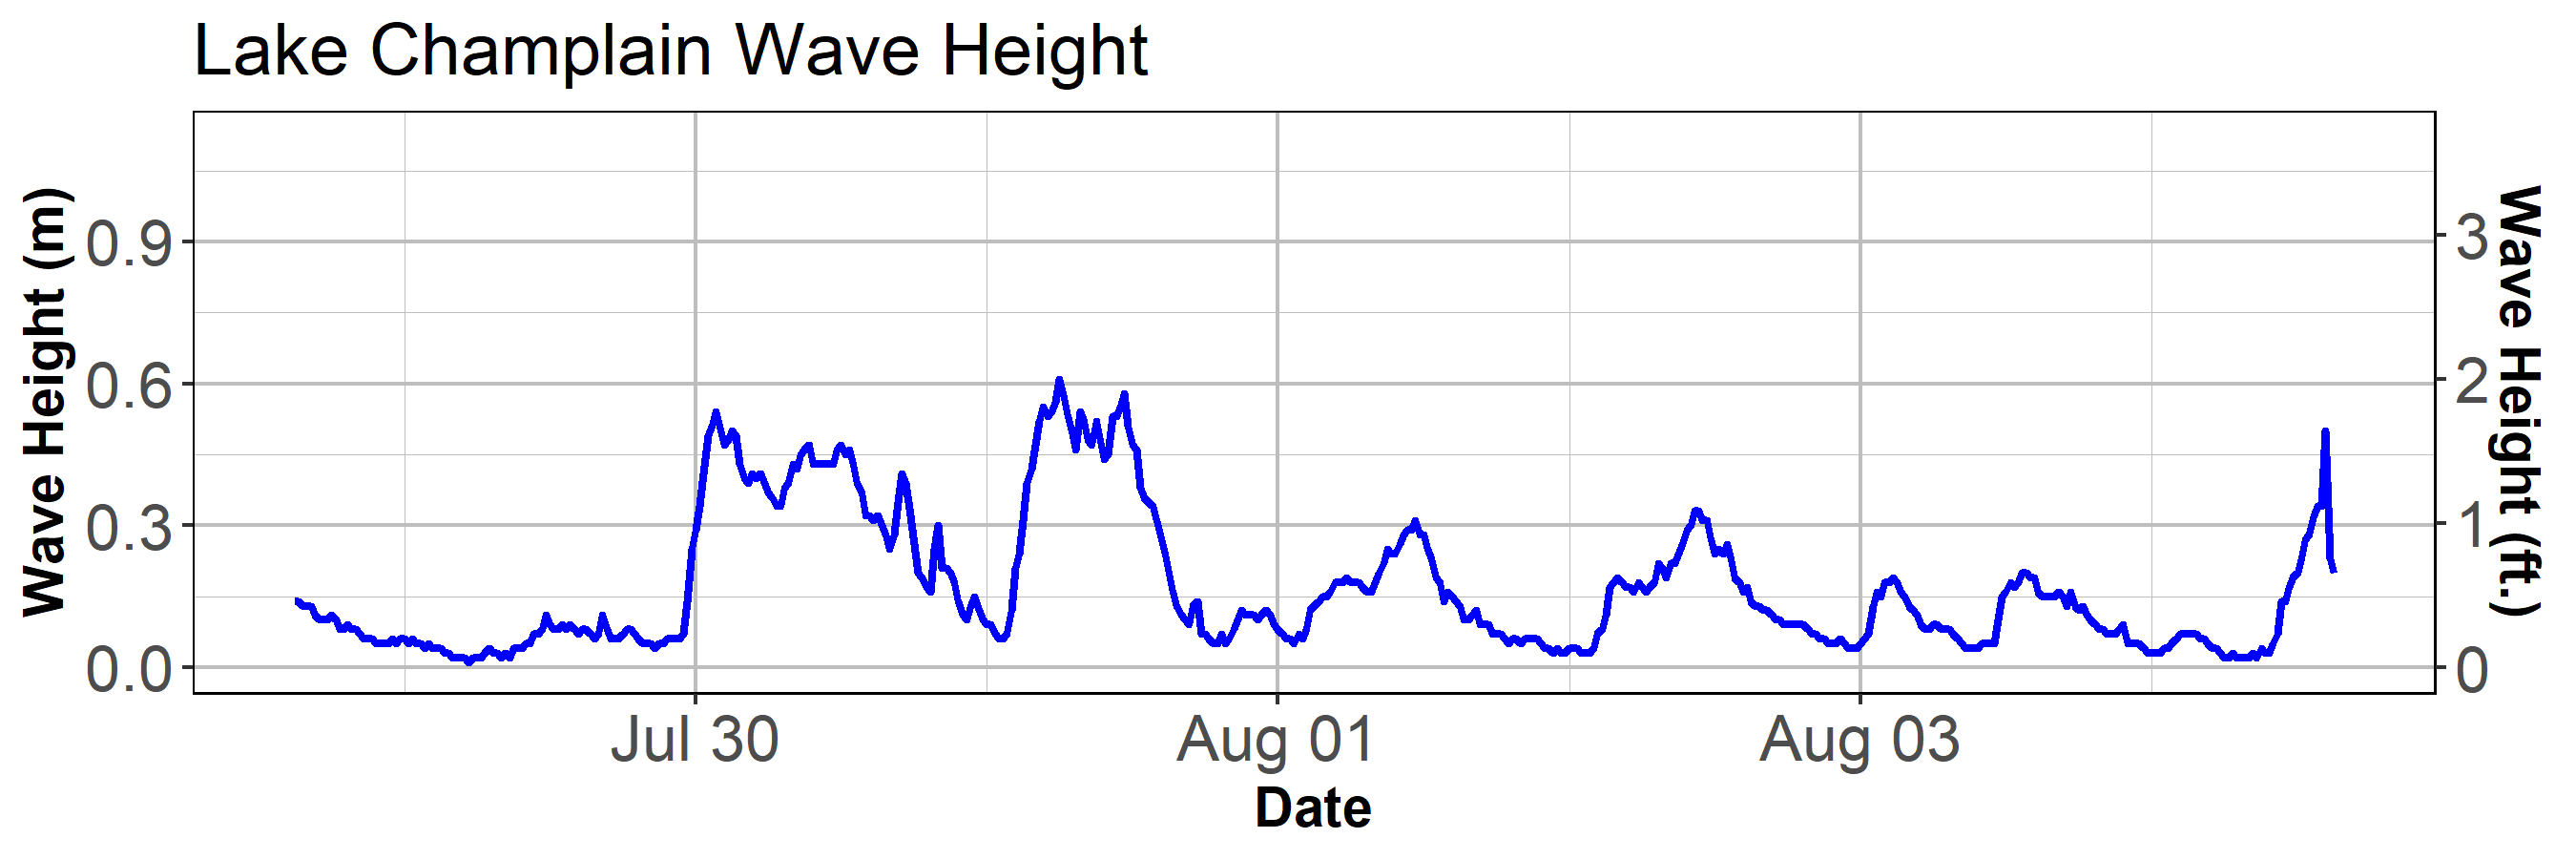 Lake Champlain Wave Height
Wave Height (m)
0.9
0.6
0.3
0.0
3
2
1
0
Wave Height (ft.)
Jul 30 Aug 01 Aug 03
Date